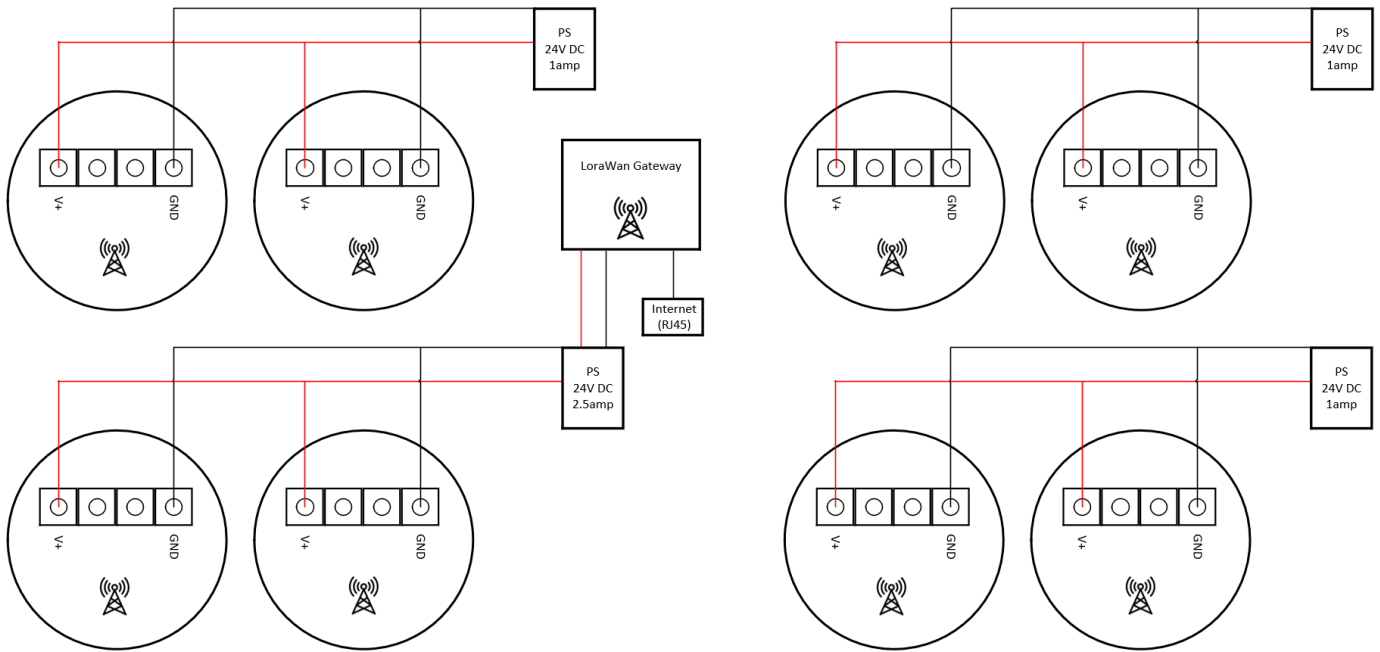 PS
24V DC
1amp
PS
24V DC
1amp
LoraWan Gateway
V+
GND
V+
GND
V+
GND
V+
GND
Internet
(RJ45)
PS
24V DC
2.5amp
PS
24V DC
1amp
V+
GND
V+
GND
V+
GND
V+
GND